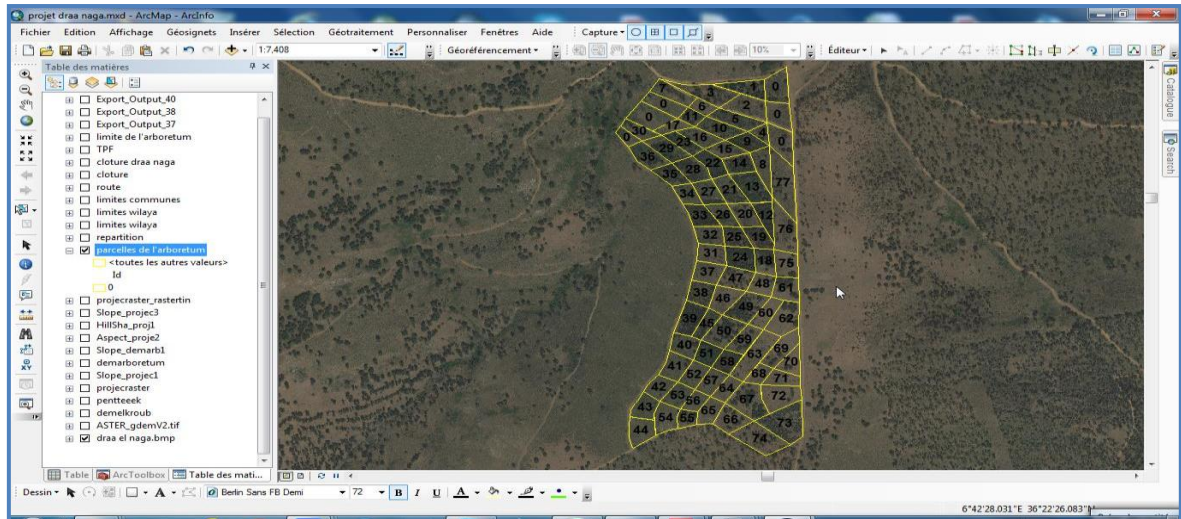 projet draa naga.mxd - ArcMap - ArcInfo
Fichier Edition Affichage Géosignets Insérer Sélection Géotraitement Personnaliser Fenêtres Aide Capture
1:7,408 Géoréférencement 10% Éditeur
Table des matières
Export_Output_40
Export_Output_38
Export_Output_37
limite de l'arboretum
TPF
cloture draa naga
cloture
route
limites communes
limites wilaya
limites wilaya
repartition
parcelles de l'arboretum
<toutes les autres valeurs>
Id
0
projecraster_rastertin
Slope_projec3
HillSha_proj1
Aspect_proje2
Slope_demarb1
demarboretum
Slope_projec1
projecraster
pentteeek
demelkroub
ASTER_gdemV2.tif
draa el naga.bmp
7 3 1 0
0 6 2 0
0 11 5
0 30 17 10 4 0
23 16 9
36 29 15
35 28 22 14 8
34 27 21 13 77
33 26 20 12
32 25 19 76
31 24 18 75
37 47 48 61
38 46 49 60 62
39 45 50 59
40 51 58 63 69
41 52 57 68 70
42 53 56 64 71
43 54 55 65 67 72
44 66 73
74
Catalogue
Search
Table ArcToolbox Table des mati...
Dessin Berlin Sans FB Demi 72 B I U A
6°42'28.031"E 36°22'26.083"N